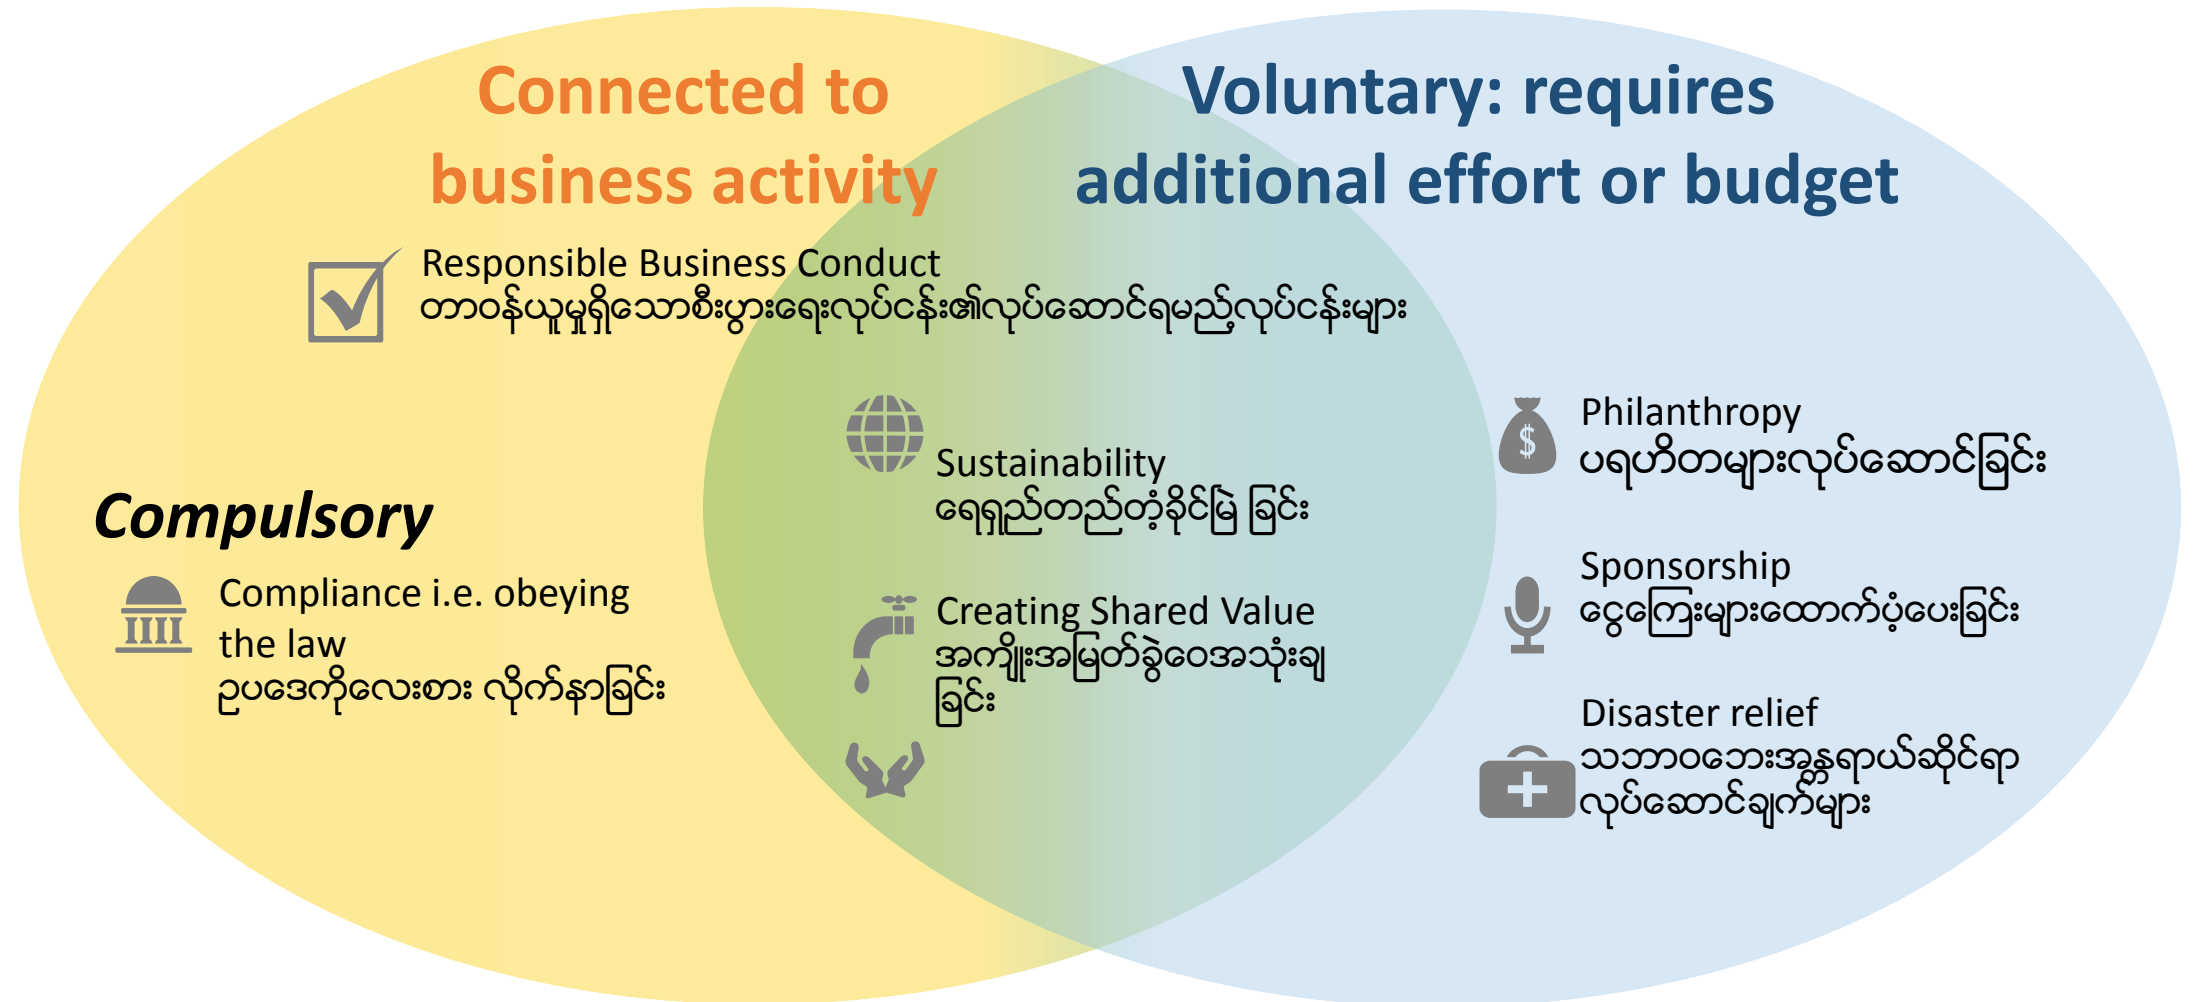 Connected to
business activity
Voluntary: requires
additional effort or budget
Responsible Business Conduct
တာဝန်ယူမှုရှိသောစီးပွားရေးလုပ်ငန်း၏လုပ်ဆောင်ရမည့်လုပ်ငန်းများ
Compulsory
Compliance i.e. obeying
the law
ဥပဒေကိုလေးစား လိုက်နာခြင်း
Sustainability
ရေရှည်တည်တံ့ခိုင်မြဲ ခြင်း
Creating Shared Value
အကျိုးအမြတ်ခွဲဝေအသုံးချ
ခြင်း
$
Philanthropy
ပရဟိတများလုပ်ဆောင်ခြင်း
Sponsorship
ငွေကြေးများထောက်ပံ့ပေးခြင်း
Disaster relief
သဘာဝဘေးအန္တရာယ်ဆိုင်ရာ
လုပ်ဆောင်ချက်များ